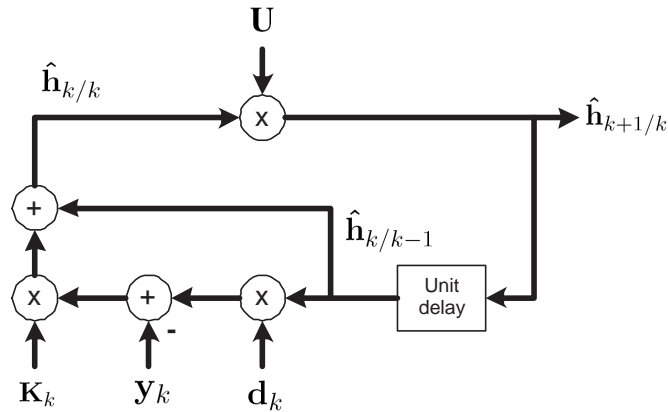 U
ĥ_{k/k}
x
ĥ_{k+1/k}
+
ĥ_{k/k−1}
x
+
x
Unit
delay
-
K_k
y_k
d_k